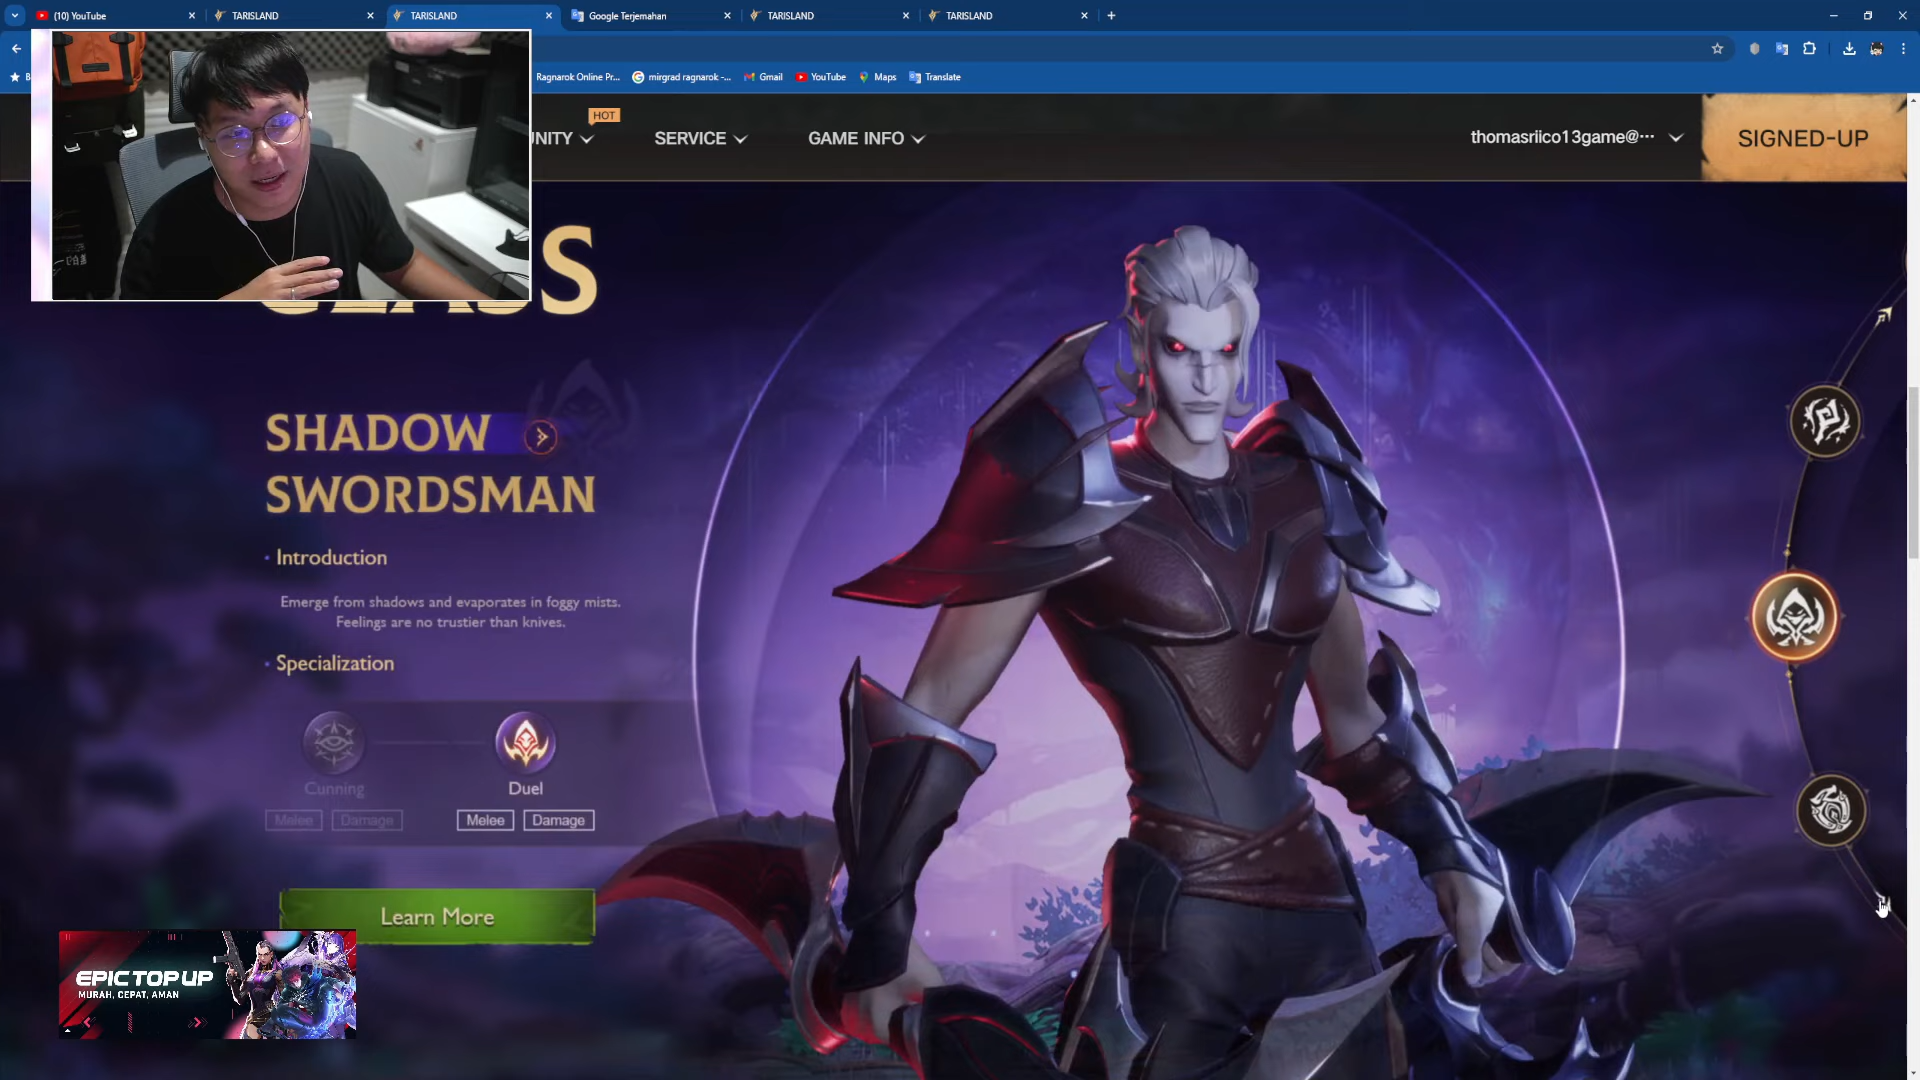 (10) YouTube
TARISLAND
TARISLAND
Google Terjemahan
TARISLAND
TARISLAND
B
Ragnarok Online Pr...
mirgrad ragnarok -...
Gmail
YouTube
Maps
Translate
HOT
NITY
SERVICE
GAME INFO
thomasriico13game@···
SIGNED-UP
CLASS
SHADOW
SWORDSMAN
Introduction
Emerge from shadows and evaporates in foggy mists.
Feelings are no trustier than knives.
Specialization
Cunning
Duel
Melee
Damage
Melee
Damage
Learn More
EPICTOPUP
MURAH, CEPAT, AMAN